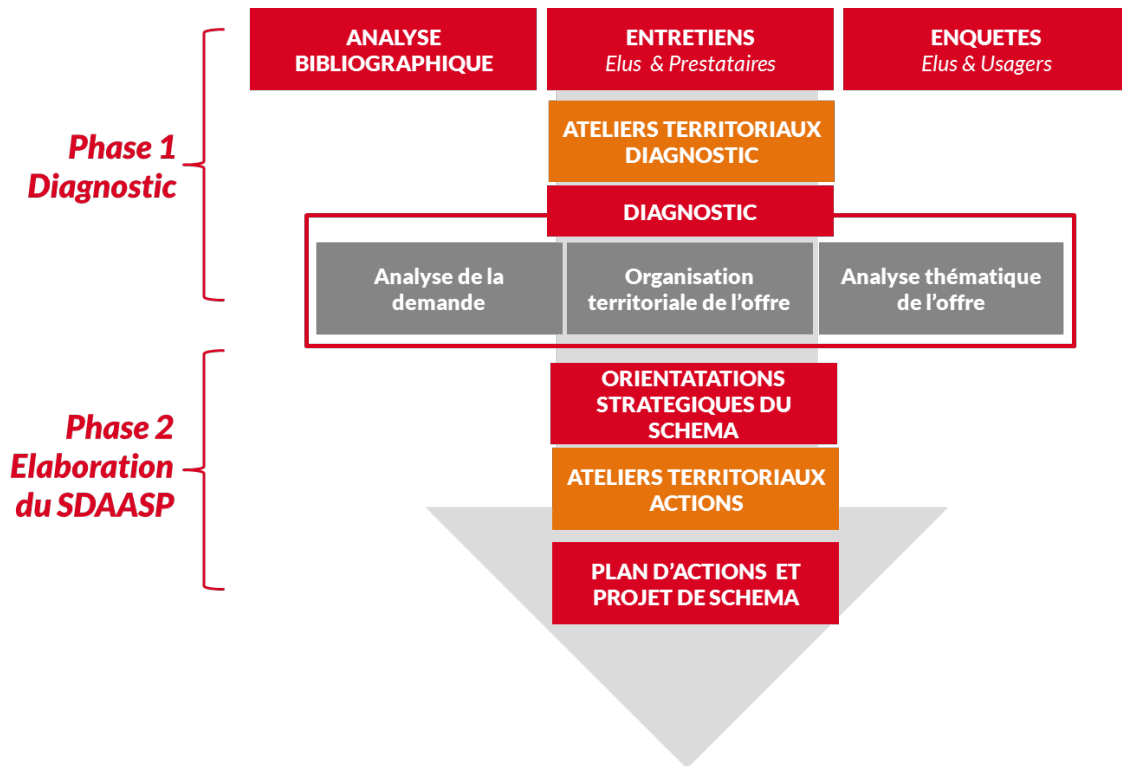 ANALYSE
BIBLIOGRAPHIQUE
ENTRETIENS
Elus & Prestataires
ENQUETES
Elus & Usagers
Phase 1
Diagnostic
ATELIERS TERRITORIAUX
DIAGNOSTIC
DIAGNOSTIC
Analyse de la
demande
Organisation
territoriale de l'offre
Analyse thématique
de l'offre
Phase 2
Elaboration
du SDAASP
ORIENTATATIONS
STRATEGIQUES DU
SCHEMA
ATELIERS TERRITORIAUX
ACTIONS
PLAN D'ACTIONS ET
PROJET DE SCHEMA